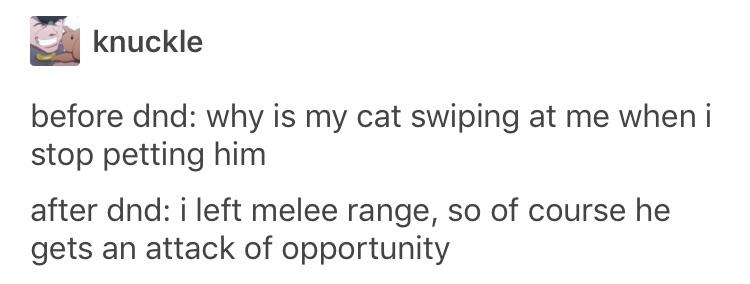 knuckle
before dnd: why is my cat swiping at me when i
stop petting him
after dnd: i left melee range, so of course he
gets an attack of opportunity